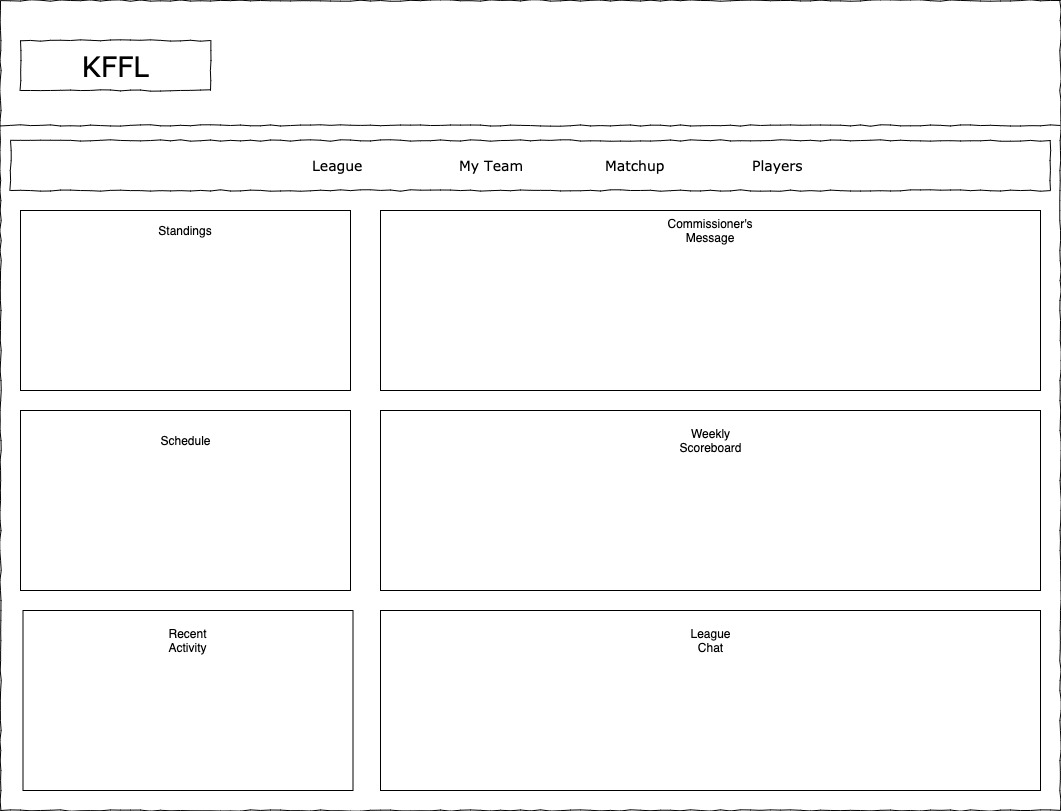 KFFL
League
My Team
Matchup
Players
Standings
Commissioner's
Message
Schedule
Weekly
Scoreboard
Recent
Activity
League
Chat